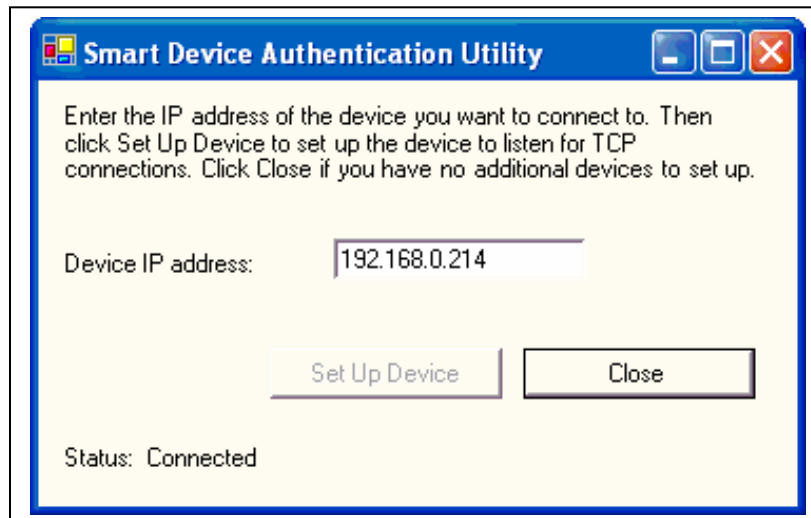 Smart Device Authentication Utility
Enter the IP address of the device you want to connect to. Then
click Set Up Device to set up the device to listen for TCP
connections. Click Close if you have no additional devices to set up.
Device IP address: 192.168.0.214
Set Up Device Close
Status: Connected